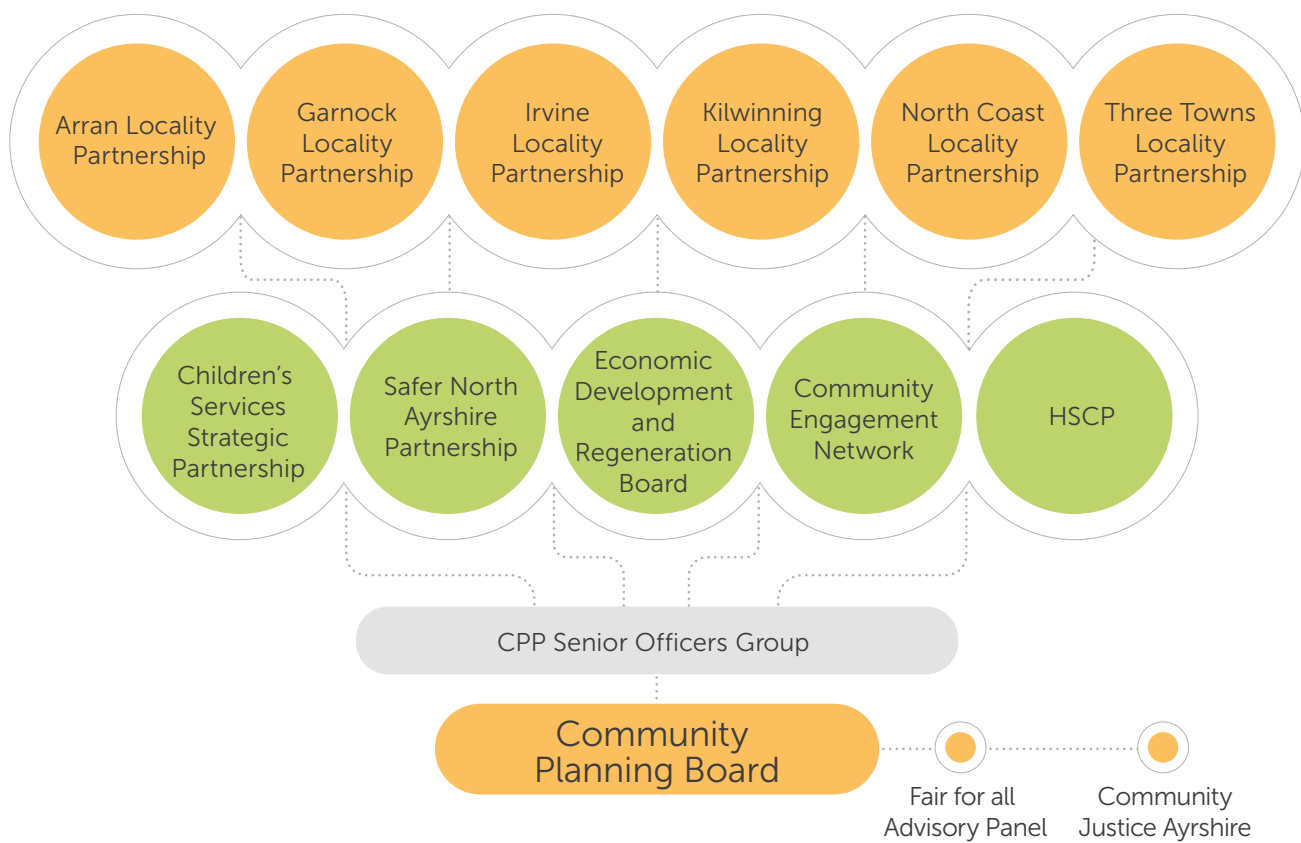 Arran Locality
Partnership
Garnock
Locality
Partnership
Irvine
Locality
Partnership
Kilwinning
Locality
Partnership
North Coast
Locality
Partnership
Three Towns
Locality
Partnership
Children's
Services
Strategic
Partnership
Safer North
Ayrshire
Partnership
Economic
Development
and
Regeneration
Board
Community
Engagement
Network
HSCP
CPP Senior Officers Group
Community
Planning Board
Fair for all
Advisory Panel
Community
Justice Ayrshire